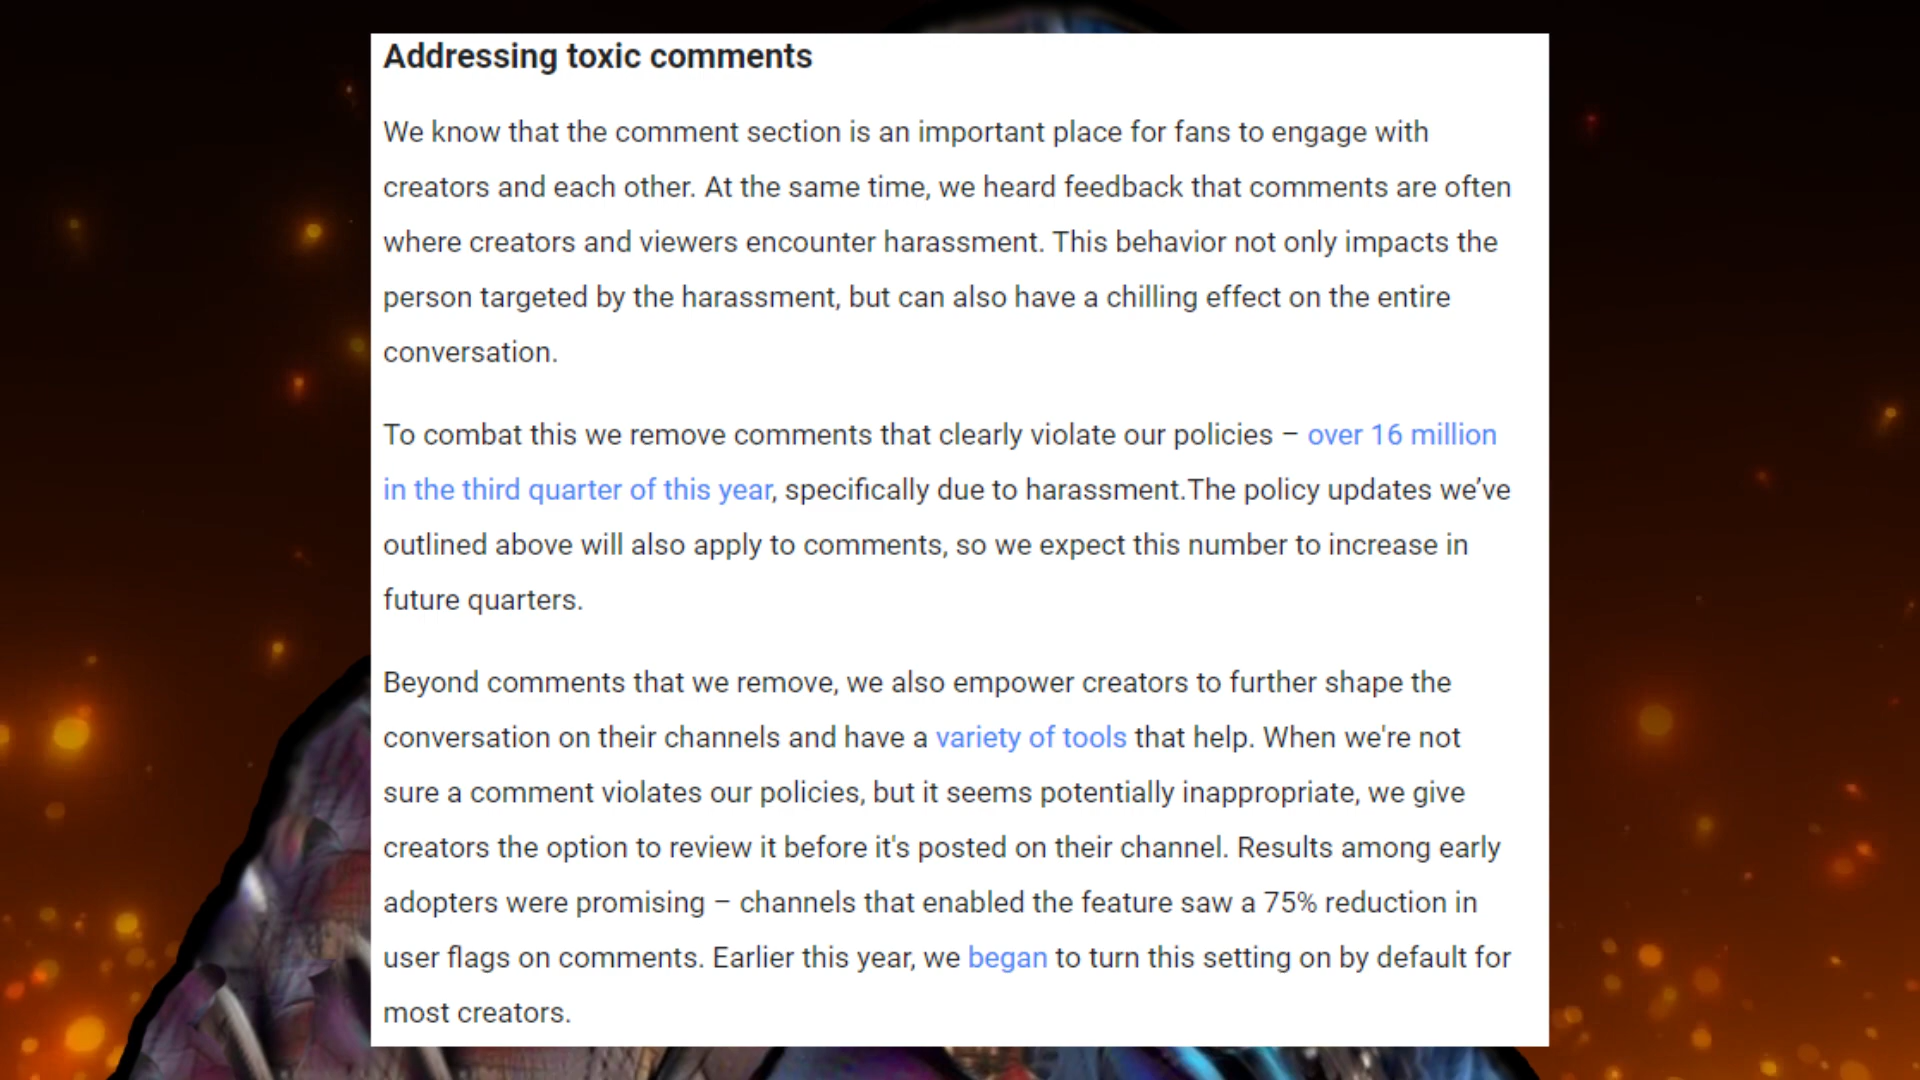 Addressing toxic comments
We know that the comment section is an important place for fans to engage with
creators and each other. At the same time, we heard feedback that comments are often
where creators and viewers encounter harassment. This behavior not only impacts the
person targeted by the harassment, but can also have a chilling effect on the entire
conversation.
To combat this we remove comments that clearly violate our policies – over 16 million
in the third quarter of this year, specifically due to harassment.The policy updates we’ve
outlined above will also apply to comments, so we expect this number to increase in
future quarters.
Beyond comments that we remove, we also empower creators to further shape the
conversation on their channels and have a variety of tools that help. When we're not
sure a comment violates our policies, but it seems potentially inappropriate, we give
creators the option to review it before it's posted on their channel. Results among early
adopters were promising – channels that enabled the feature saw a 75% reduction in
user flags on comments. Earlier this year, we began to turn this setting on by default for
most creators.